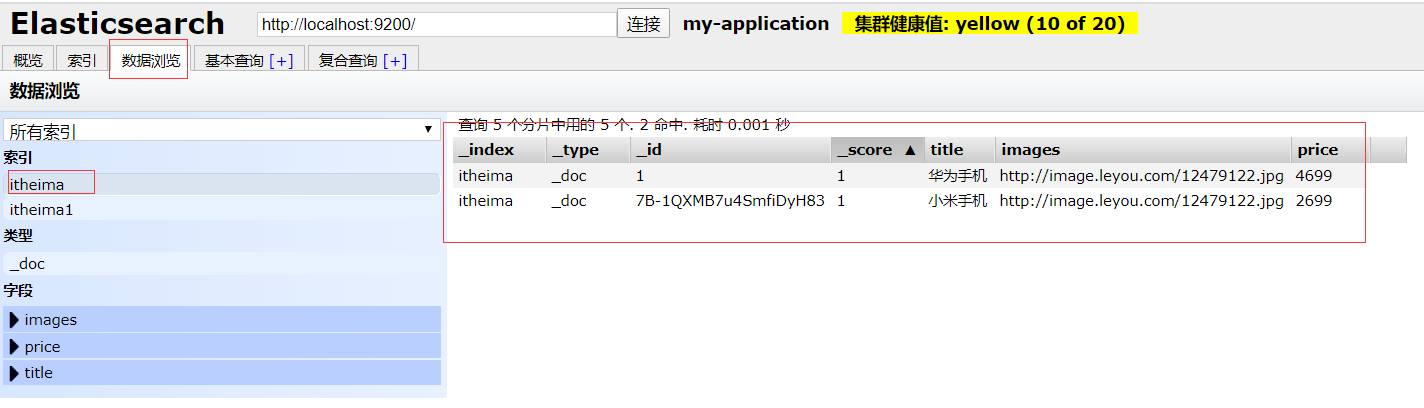 Elasticsearch http://localhost:9200/ 连接 my-application 集群健康值: yellow (10 of 20)
概览 索引 数据浏览 基本查询 [+] 复合查询 [+]
数据浏览
所有索引
索引
itheima
itheima1
类型
_doc
字段
images
price
title
查询 5 个分片中用的 5 个. 2 命中. 耗时 0.001 秒
_index _type _id _score ▲ title images price
itheima _doc 1 1 华为手机 http://image.leyou.com/12479122.jpg 4699
itheima _doc 7B-1QXMB7u4SmfiDyH83 1 小米手机 http://image.leyou.com/12479122.jpg 2699